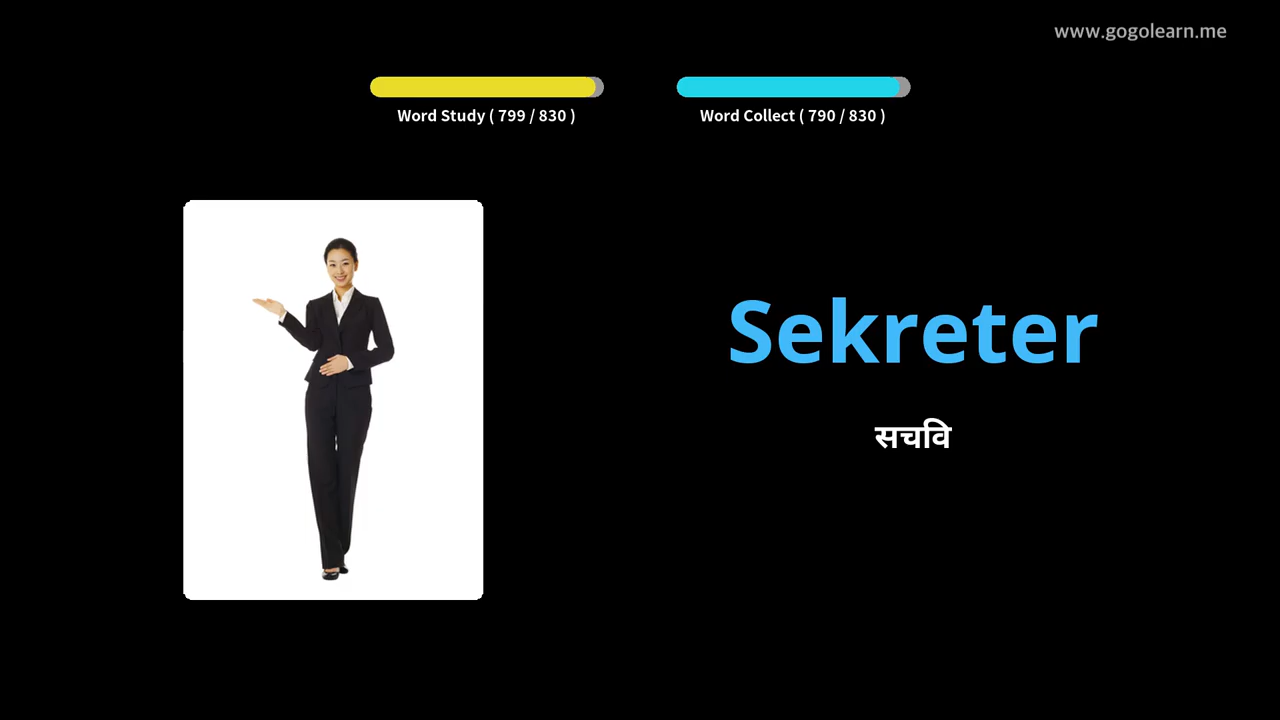 www.gogolearn.me
Word Study ( 799 / 830 )
Word Collect ( 790 / 830 )
Sekreter
सचवि